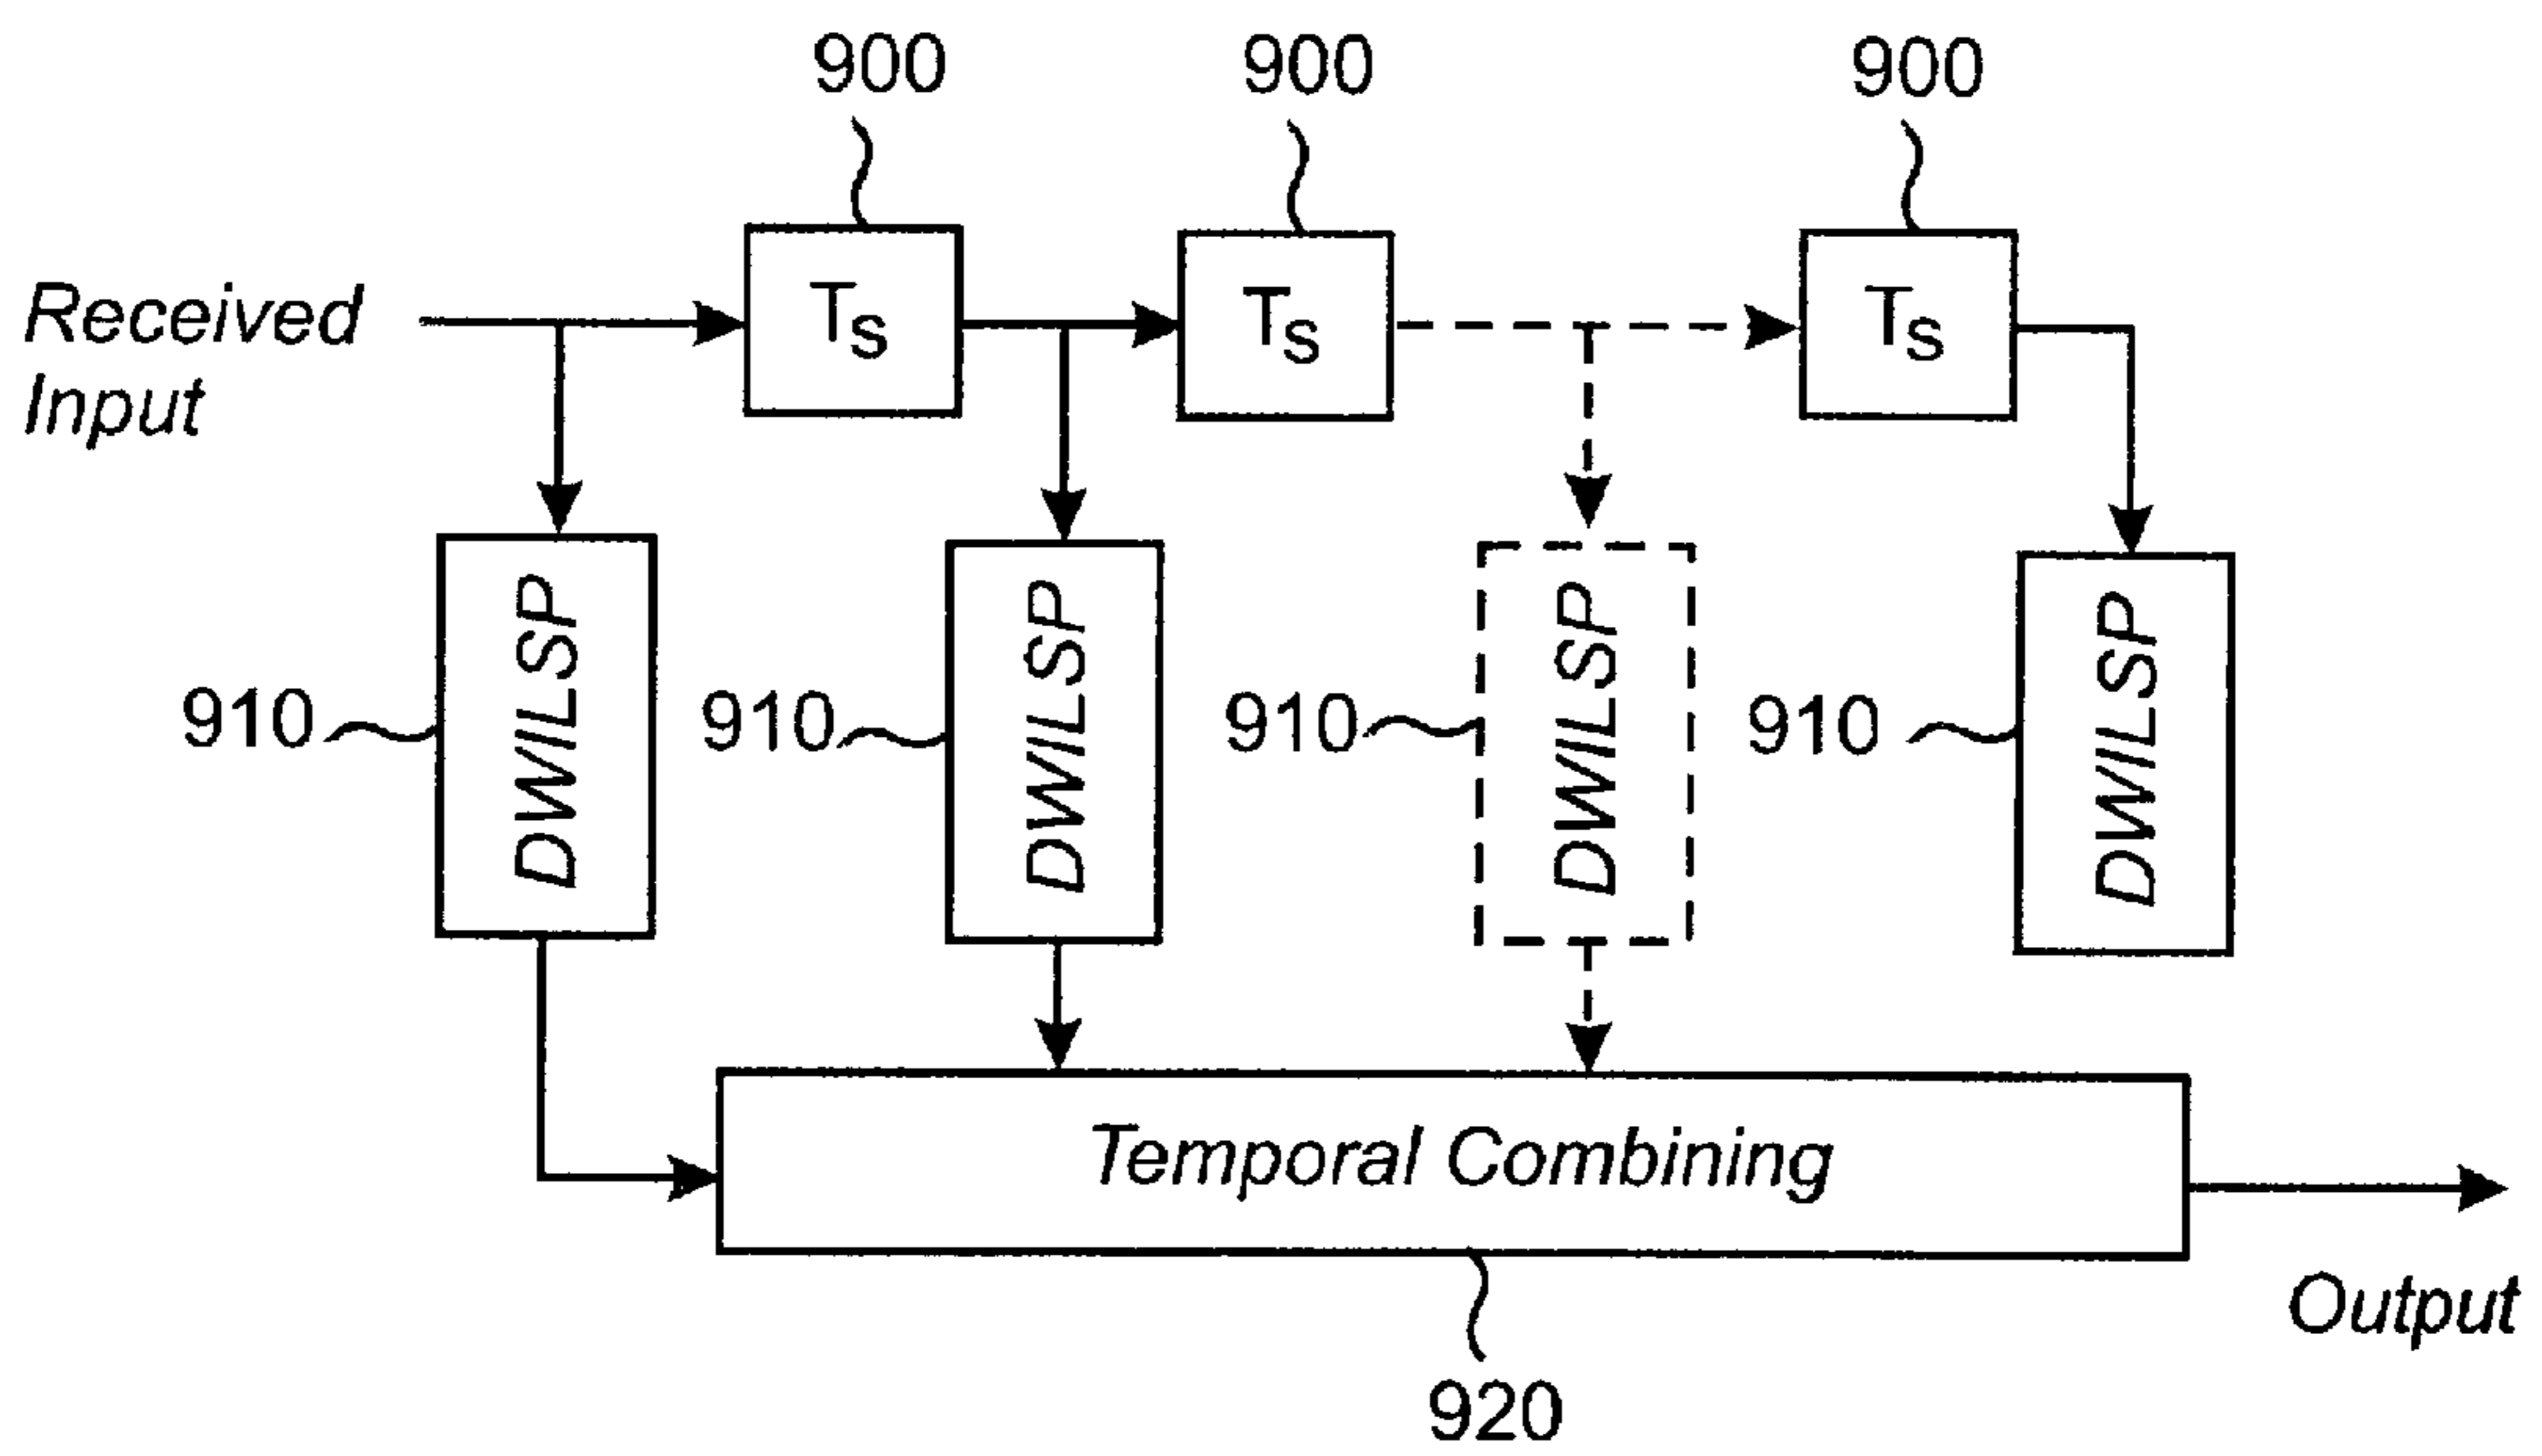 900
900
900
Received
Input
TS
TS
TS
910
DWILSP
910
DWILSP
910
DWILSP
910
DWILSP
Temporal Combining
Output
920